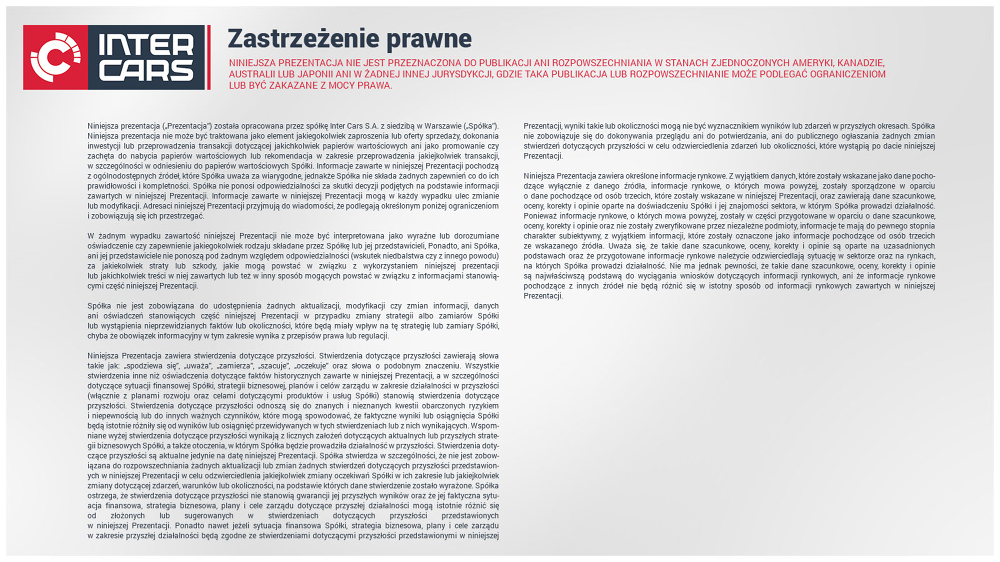 INTER
CARS
Zastrzeżenie prawne
NINIEJSZA PREZENTACJA NIE JEST PRZEZNACZONA DO PUBLIKACJI ANI ROZPOWSZECHNIANIA W STANACH ZJEDNOCZONYCH AMERYKI, KANADZIE,
AUSTRALII LUB JAPONII ANI W ŻADNEJ INNEJ JURYSDYKCJI, GDZIE TAKA PUBLIKACJA LUB ROZPOWSZECHNIANIE MOŻE PODLEGAĆ OGRANICZENIOM
LUB BYĆ ZAKAZANE Z MOCY PRAWA.
Niniejsza prezentacja („Prezentacja”) została opracowana przez spółkę Inter Cars S.A. z siedzibą w Warszawie („Spółka”).
Niniejsza prezentacja nie może być traktowana jako element jakiegokolwiek zaproszenia lub oferty sprzedaży, dokonania
inwestycji lub przeprowadzenia transakcji dotyczącej jakichkolwiek papierów wartościowych ani jako promowanie czy
zachęta do nabycia papierów wartościowych lub rekomendacja w zakresie przeprowadzenia jakiejkolwiek transakcji,
w szczególności w odniesieniu do papierów wartościowych Spółki. Informacje zawarte w niniejszej Prezentacji pochodzą
z ogólnodostępnych źródeł, które Spółka uważa za wiarygodne, jednakże Spółka nie składa żadnych zapewnień co do ich
prawidłowości i kompletności. Spółka nie ponosi odpowiedzialności za skutki decyzji podjętych na podstawie informacji
zawartych w niniejszej Prezentacji. Informacje zawarte w niniejszej Prezentacji mogą w każdy wypadku ulec zmianie
lub modyfikacji. Adresaci niniejszej Prezentacji przyjmują do wiadomości, że podlegają określonym poniżej ograniczeniom
i zobowiązują się ich przestrzegać.
W żadnym wypadku zawartość niniejszej Prezentacji nie może być interpretowana jako wyraźne lub dorozumiane
oświadczenie czy zapewnienie jakiegokolwiek rodzaju składane przez Spółkę lub jej przedstawicieli, Ponadto, ani Spółka,
ani jej przedstawiciele nie ponoszą pod żadnym względem odpowiedzialności (wskutek niedbalstwa czy z innego powodu)
za jakiekolwiek straty lub szkody, jakie mogą powstać w związku z wykorzystaniem niniejszej prezentacji
lub jakichkolwiek treści w niej zawartych lub też w inny sposób mogących powstać w związku z informacjami stanowią-
cymi część niniejszej Prezentacji.
Spółka nie jest zobowiązana do udostępnienia żadnych aktualizacji, modyfikacji czy zmian informacji, danych
ani oświadczeń stanowiących część niniejszej Prezentacji w przypadku zmiany strategii albo zamiarów Spółki
lub wystąpienia nieprzewidzianych faktów lub okoliczności, które będą miały wpływ na tę strategię lub zamiary Spółki,
chyba że obowiązek informacyjny w tym zakresie wynika z przepisów prawa lub regulacji.
Niniejsza Prezentacja zawiera stwierdzenia dotyczące przyszłości. Stwierdzenia dotyczące przyszłości zawierają słowa
takie jak: „spodziewa się”, „uważa”, „zamierza”, „szacuje”, „oczekuje” oraz słowa o podobnym znaczeniu. Wszystkie
stwierdzenia inne niż oświadczenia dotyczące faktów historycznych zawarte w niniejszej Prezentacji, a w szczególności
dotyczące sytuacji finansowej Spółki, strategii biznesowej, planów i celów zarządu w zakresie działalności w przyszłości
(włącznie z planami rozwoju oraz celami dotyczącymi produktów i usług Spółki) stanowią stwierdzenia dotyczące
przyszłości. Stwierdzenia dotyczące przyszłości odnoszą się do znanych i nieznanych kwestii obarczonych ryzykiem
i niepewnością lub do innych ważnych czynników, które mogą spowodować, że faktyczne wyniki lub osiągnięcia Spółki
będą istotnie różniły się od wyników lub osiągnięć przewidywanych w tych stwierdzeniach lub z nich wynikających. Wspom-
niane wyżej stwierdzenia dotyczące przyszłości wynikają z licznych założeń dotyczących aktualnych lub przyszłych strate-
gii biznesowych Spółki, a także otoczenia, w którym Spółka będzie prowadziła działalność w przyszłości. Stwierdzenia doty-
czące przyszłości są aktualne jedynie na datę niniejszej Prezentacji. Spółka stwierdza w szczególności, że nie jest zobow-
iązana do rozpowszechniania żadnych aktualizacji lub zmian żadnych stwierdzeń dotyczących przyszłości przedstawion-
ych w niniejszej Prezentacji w celu odzwierciedlenia jakiejkolwiek zmiany oczekiwań Spółki w ich zakresie lub jakiejkolwiek
zmiany dotyczącej zdarzeń, warunków lub okoliczności, na podstawie których dane stwierdzenie zostało wyrażone. Spółka
ostrzega, że stwierdzenia dotyczące przyszłości nie stanowią gwarancji jej przyszłych wyników oraz że jej faktyczna sytu-
acja finansowa, strategia biznesowa, plany i cele zarządu dotyczące przyszłej działalności mogą istotnie różnić się
od złożonych lub sugerowanych w stwierdzeniach dotyczących przyszłości przedstawionych
w niniejszej Prezentacji. Ponadto nawet jeżeli sytuacja finansowa Spółki, strategia biznesowa, plany i cele zarządu
w zakresie przyszłej działalności będą zgodne ze stwierdzeniami dotyczącymi przyszłości przedstawionymi w niniejszej
Prezentacji, wyniki takie lub okoliczności mogą nie być wyznacznikiem wyników lub zdarzeń w przyszłych okresach. Spółka
nie zobowiązuje się do dokonywania przeglądu ani do potwierdzania, ani do publicznego ogłaszania żadnych zmian
stwierdzeń dotyczących przyszłości w celu odzwierciedlenia zdarzeń lub okoliczności, które wystąpią po dacie niniejszej
Prezentacji.
Niniejsza Prezentacja zawiera określone informacje rynkowe. Z wyjątkiem danych, które zostały wskazane jako dane pocho-
dzące wyłącznie z danego źródła, informacje rynkowe, o których mowa powyżej, zostały sporządzone w oparciu
o dane pochodzące od osób trzecich, które zostały wskazane w niniejszej Prezentacji, oraz zawierają dane szacunkowe,
oceny, korekty i opinie oparte na doświadczeniu Spółki i jej znajomości sektora, w którym Spółka prowadzi działalność.
Ponieważ informacje rynkowe, o których mowa powyżej, zostały w części przygotowane w oparciu o dane szacunkowe,
oceny, korekty i opinie oraz nie zostały zweryfikowane przez niezależne podmioty, informacje te mają do pewnego stopnia
charakter subiektywny, z wyjątkiem informacji, które zostały oznaczone jako informacje pochodzące od osób trzecich
ze wskazanego źródła. Uważa się, że takie dane szacunkowe, oceny, korekty i opinie są oparte na uzasadnionych
podstawach oraz że przygotowane informacje rynkowe należycie odzwierciedlają sytuację w sektorze oraz na rynkach,
na których Spółka prowadzi działalność. Nie ma jednak pewności, że takie dane szacunkowe, oceny, korekty i opinie
są najwłaściwszą podstawą do wyciągania wniosków dotyczących informacji rynkowych, ani że informacje rynkowe
pochodzące z innych źródeł nie będą różnić się w istotny sposób od informacji rynkowych zawartych w niniejszej
Prezentacji.